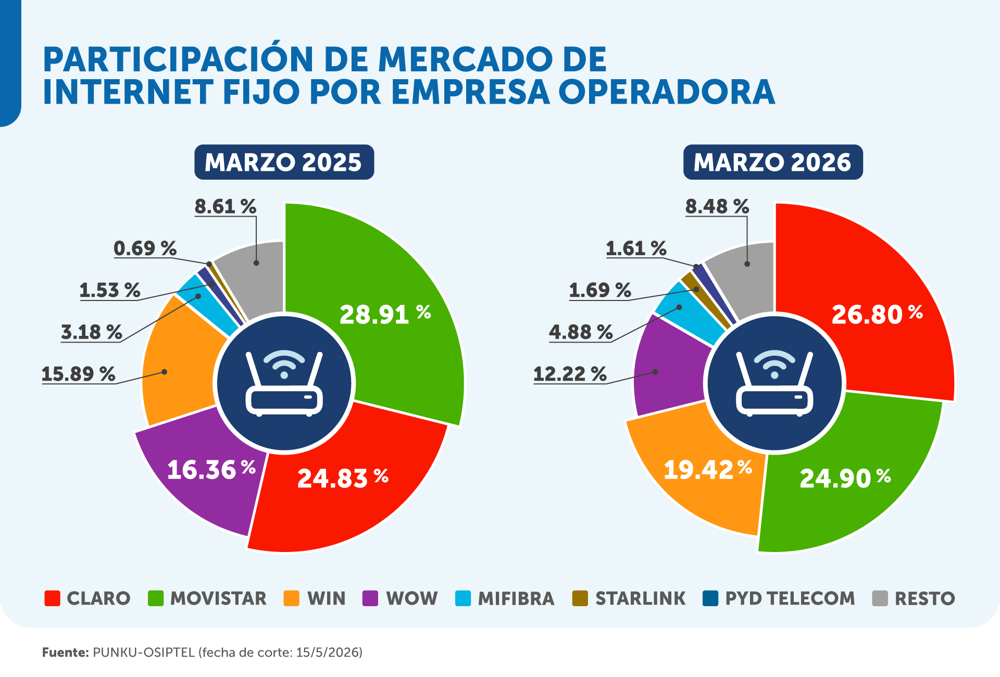 PARTICIPACIÓN DE MERCADO DE
INTERNET FIJO POR EMPRESA OPERADORA
MARZO 2025
8.61 %
0.69 %
1.53 %
3.18 %
15.89 %
28.91 %
16.36 %
24.83 %
MARZO 2026
8.48 %
1.61 %
1.69 %
4.88 %
12.22 %
26.80 %
19.42 %
24.90 %
CLARO MOVISTAR WIN WOW MIFIBRA STARLINK PYD TELECOM RESTO
Fuente: PUNKU-OSIPTEL (fecha de corte: 15/5/2026)